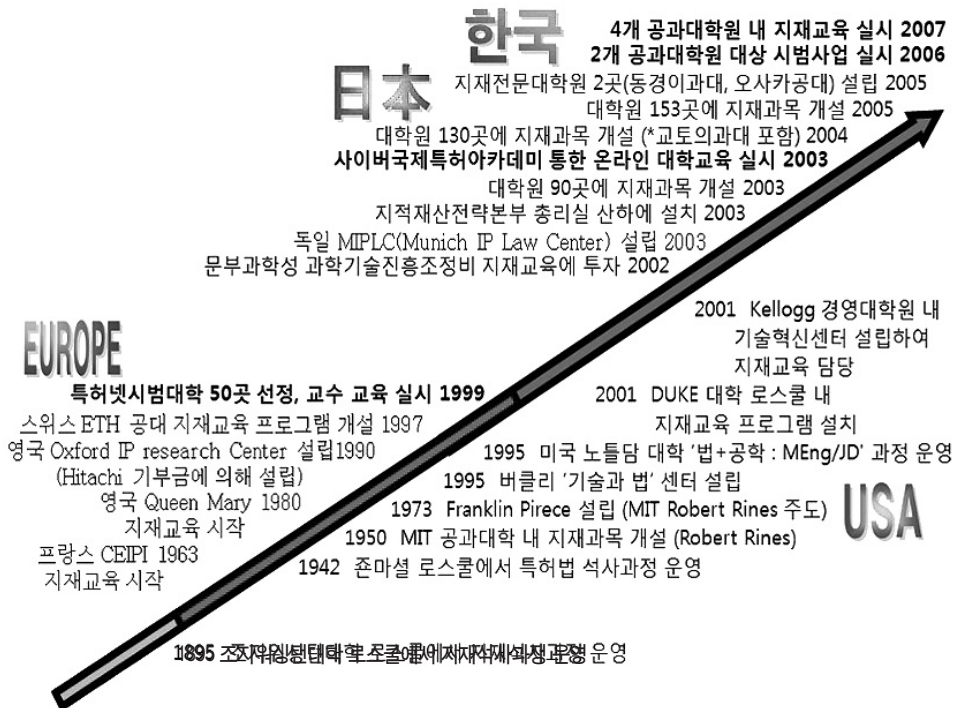 한국
4개 공과대학원 내 지재교육 실시 2007
2개 공과대학원 대상 시범사업 실시 2006
日本
지재전문대학원 2곳(동경이과대, 오사카공대) 설립 2005
대학원 153곳에 지재과목 개설 2005
대학원 130곳에 지재과목 개설 (*교토의과대 포함) 2004
사이버국제특허아카데미 통한 온라인 대학교육 실시 2003
대학원 90곳에 지재과목 개설 2003
지적재산전략본부 총리실 산하에 설치 2003
독일 MIPLC(Munich IP Law Center) 설립 2003
문부과학성 과학기술진흥조정비 지재교육에 투자 2002
EUROPE
특허넷시범대학 50곳 선정, 교수 교육 실시 1999
스위스 ETH 공대 지재교육 프로그램 개설 1997
영국 Oxford IP research Center 설립1990
(Hitachi 기부금에 의해 설립)
영국 Queen Mary 1980
지재교육 시작
프랑스 CEIPI 1963
지재교육 시작
2001 Kellogg 경영대학원 내
기술혁신센터 설립하여
지재교육 담당
2001 DUKE 대학 로스쿨 내
지재교육 프로그램 설치
1995 미국 노틀담 대학 '법+공학 : MEng/JD' 과정 운영
1995 버클리 '기술과 법' 센터 설립
1973 Franklin Pirece 설립 (MIT Robert Rines 주도)
1950 MIT 공과대학 내 지재과목 개설 (Robert Rines)
1942 죤마셜 로스쿨에서 특허법 석사과정 운영
USA
1895 운영